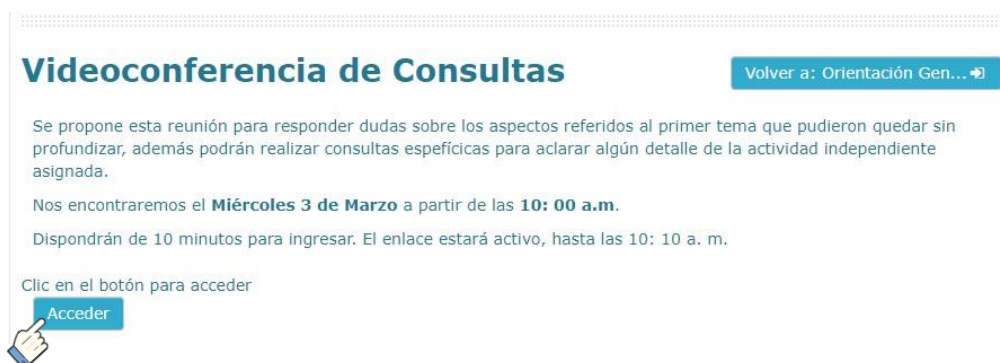 Videoconferencia de Consultas
Volver a: Orientación Gen...
Se propone esta reunión para responder dudas sobre los aspectos referidos al primer tema que pudieron quedar sin
profundizar, además podrán realizar consultas espefícicas para aclarar algún detalle de la actividad independiente
asignada.
Nos encontraremos el Miércoles 3 de Marzo a partir de las 10: 00 a.m.
Dispondrán de 10 minutos para ingresar. El enlace estará activo, hasta las 10: 10 a. m.
Clic en el botón para acceder
Acceder